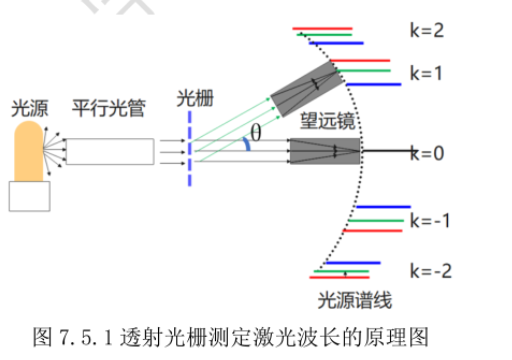 k=2
k=1
光源 平行光管 光栅
θ
望远镜
k=0
k=-1
k=-2
光源谱线
图 7.5.1 透射光栅测定激光波长的原理图